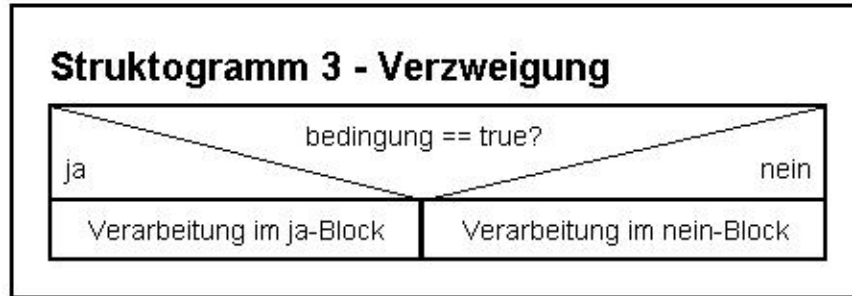 Struktogramm 3 - Verzweigung
bedingung == true?
ja
nein
Verarbeitung im ja-Block
Verarbeitung im nein-Block